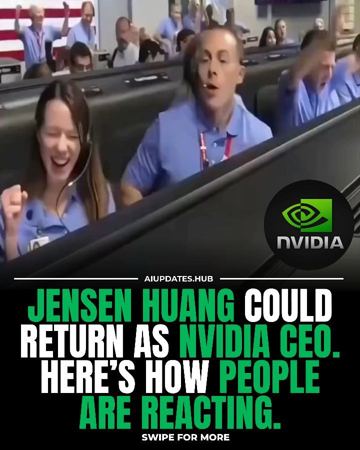 NVIDIA
AIUPDATES.HUB
JENSEN HUANG COULD
RETURN AS NVIDIA CEO.
HERE'S HOW PEOPLE
ARE REACTING.
SWIPE FOR MORE